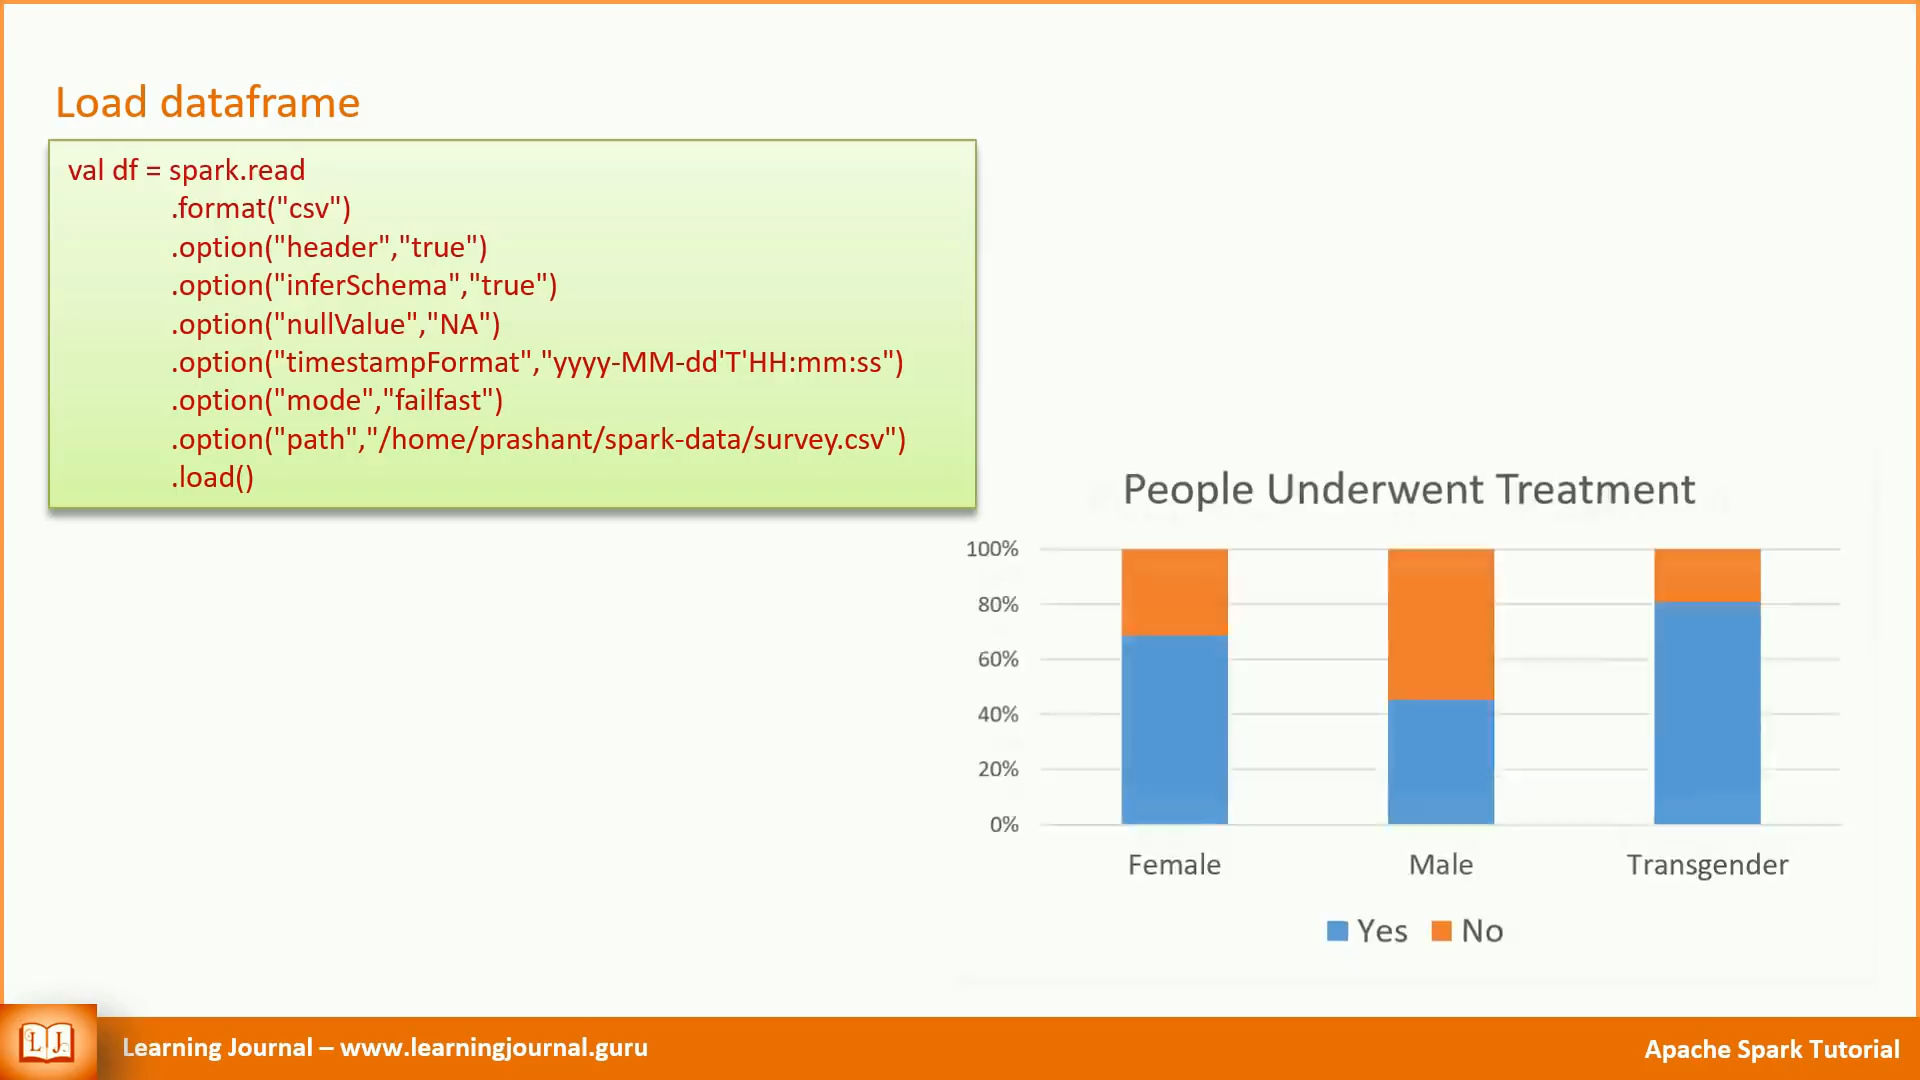 Load dataframe
val df = spark.read
.format("csv")
.option("header","true")
.option("inferSchema","true")
.option("nullValue","NA")
.option("timestampFormat","yyyy-MM-dd'T'HH:mm:ss")
.option("mode","failfast")
.option("path","/home/prashant/spark-data/survey.csv")
.load()
People Underwent Treatment
100%
80%
60%
40%
20%
0%
Female Male Transgender
Yes No
LJ
Learning Journal – www.learningjournal.guru
Apache Spark Tutorial